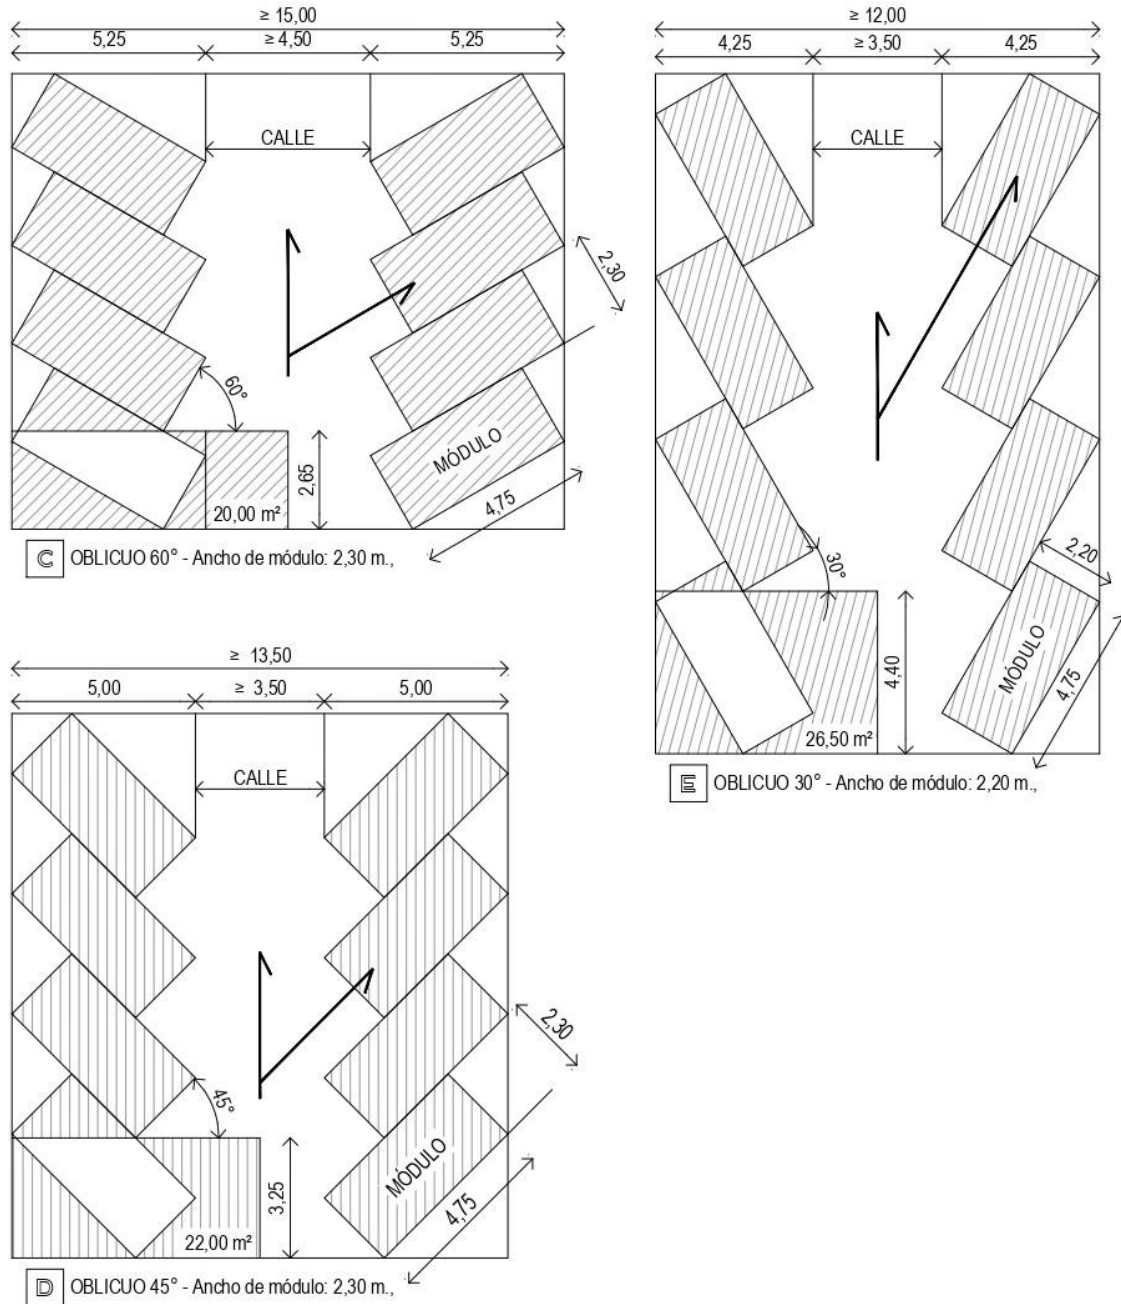 ≥ 15,00
5,25
≥ 4,50
5,25
CALLE
2,30
60°
MÓDULO
2,65
20,00 m²
4,75
C OBLICUO 60° - Ancho de módulo: 2,30 m.,
≥ 12,00
4,25
≥ 3,50
4,25
CALLE
2,20
30°
MÓDULO
4,40
4,75
26,50 m²
E OBLICUO 30° - Ancho de módulo: 2,20 m.,
≥ 13,50
5,00
≥ 3,50
5,00
CALLE
2,30
45°
MÓDULO
3,25
4,75
22,00 m²
D OBLICUO 45° - Ancho de módulo: 2,30 m.,